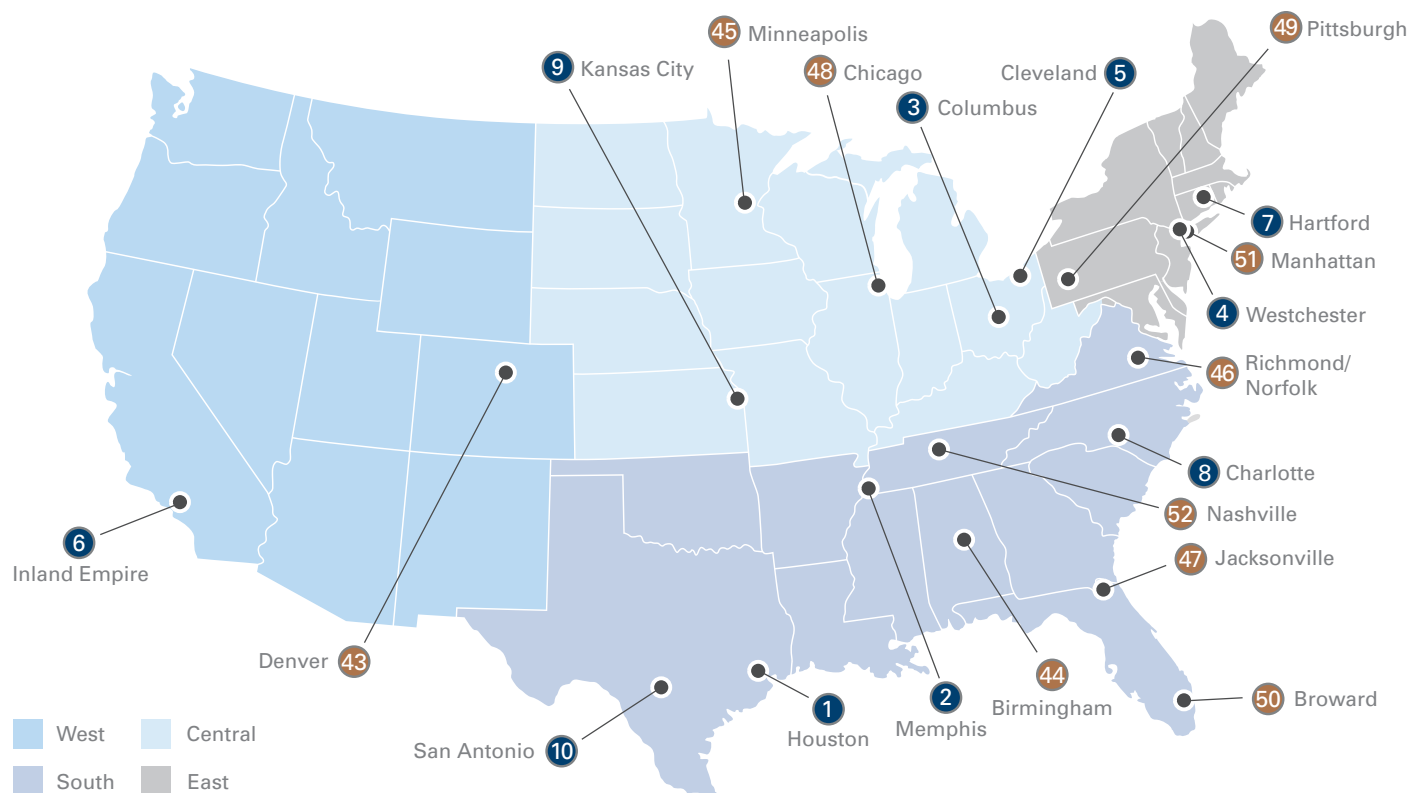 49 Pittsburgh
45 Minneapolis
9 Kansas City
48 Chicago
Cleveland 5
3 Columbus
7 Hartford
51 Manhattan
4 Westchester
46 Richmond/
Norfolk
8 Charlotte
52 Nashville
6
Inland Empire
47 Jacksonville
Denver 43
44
Birmingham
2
Memphis
50 Broward
1
Houston
San Antonio 10
West
Central
South
East